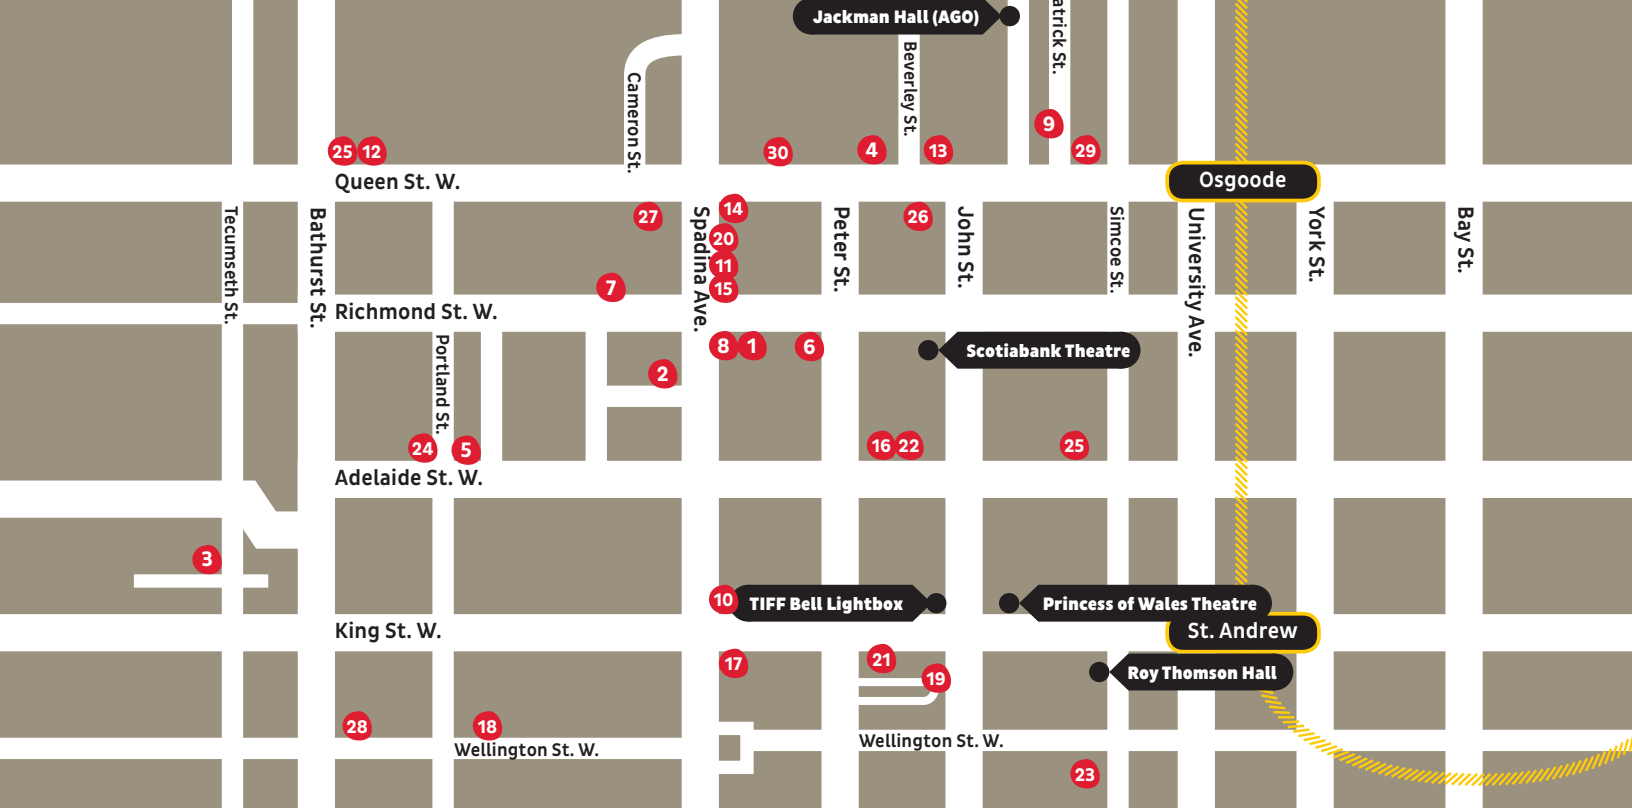 Jackman Hall (AGO)
atrick St.
Beverley St.
Cameron St.
9
25 12
30
4
13
29
Queen St. W.
Osgoode
Tecumseth St.
Bathurst St.
27
Spadina Ave.
14
20
11
15
Peter St.
26
John St.
Simcoe St.
University Ave.
York St.
Bay St.
7
Richmond St. W.
Portland St.
8 1
6
Scotiabank Theatre
2
24
5
16 22
25
Adelaide St. W.
3
10
TIFF Bell Lightbox
Princess of Wales Theatre
King St. W.
St. Andrew
17
21
19
Roy Thomson Hall
28
18
Wellington St. W.
Wellington St. W.
23